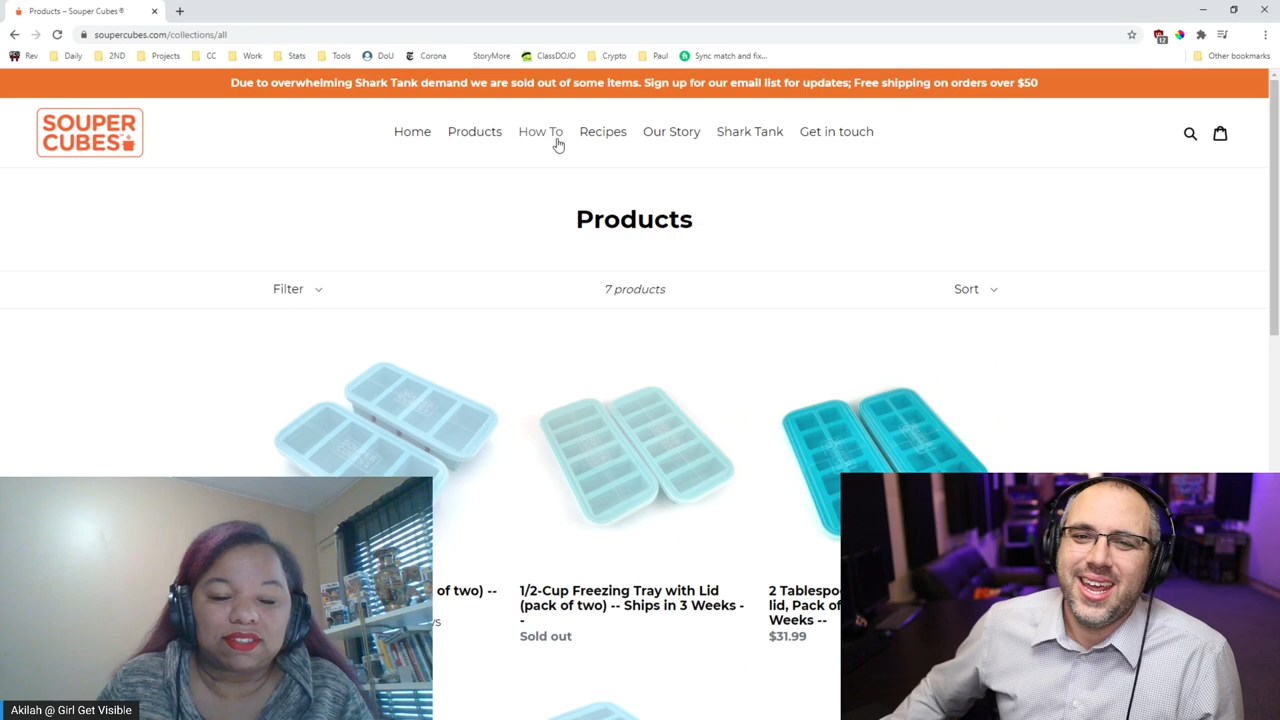 Products – Souper Cubes®
soupercubes.com/collections/all
Rev Daily 2ND Projects CC Work Stats Tools DoU Corona StoryMore ClassDOJO Crypto Paul Sync match and fix... Other bookmarks
Due to overwhelming Shark Tank demand we are sold out of some items. Sign up for our email list for updates; Free shipping on orders over $50
SOUPER
CUBES
Home Products How To Recipes Our Story Shark Tank Get in touch
Products
Filter 7 products Sort
of two) --
1/2-Cup Freezing Tray with Lid
(pack of two) -- Ships in 3 Weeks -
-
Sold out
2 Tablespo
lid, Pack of
Weeks --
$31.99
Akilah @ Girl Get Visible